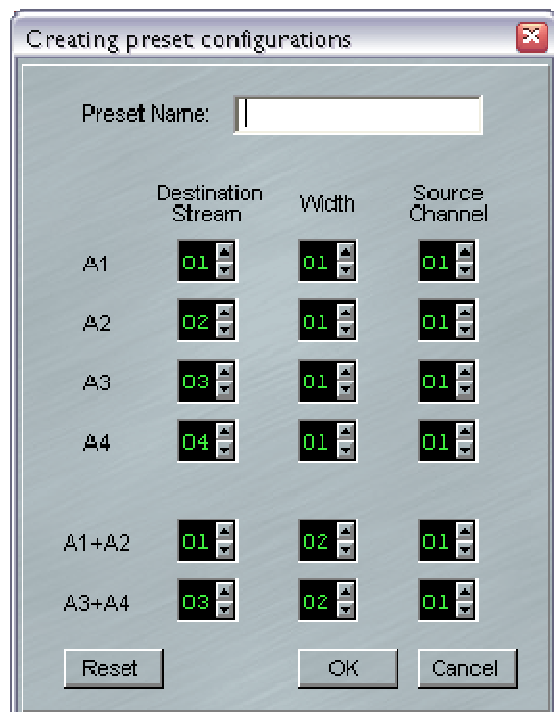 Creating preset configurations
Preset Name:
Destination Stream Width Source Channel
A1 01 01 01
A2 02 01 01
A3 03 01 01
A4 04 01 01
A1+A2 01 02 01
A3+A4 03 02 01
Reset OK Cancel